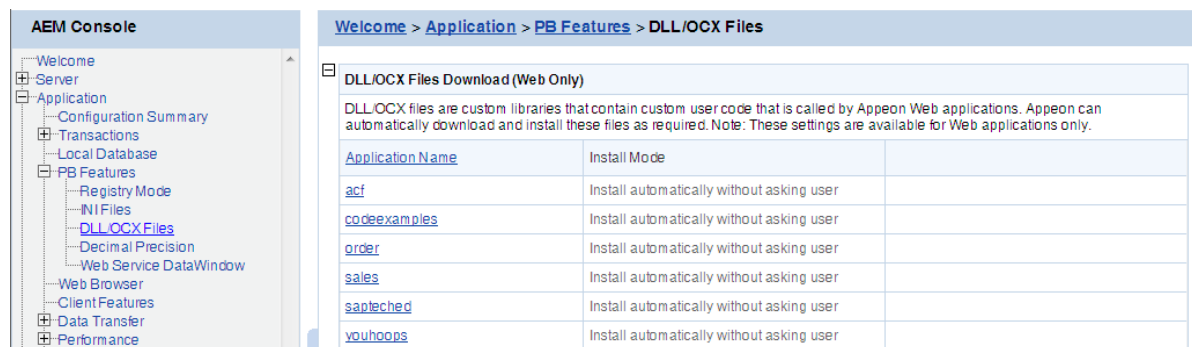 AEM Console
Welcome
Server
Application
Configuration Summary
Transactions
Local Database
PB Features
Registry Mode
INI Files
DLL/OCX Files
Decimal Precision
Web Service DataWindow
Web Browser
Client Features
Data Transfer
Performance
Welcome > Application > PB Features > DLL/OCX Files
DLL/OCX Files Download (Web Only)
DLL/OCX files are custom libraries that contain custom user code that is called by Appeon Web applications. Appeon can
automatically download and install these files as required. Note: These settings are available for Web applications only.
Application Name Install Mode
acf Install automatically without asking user
codeexamples Install automatically without asking user
order Install automatically without asking user
sales Install automatically without asking user
sapteched Install automatically without asking user
youhoops Install automatically without asking user